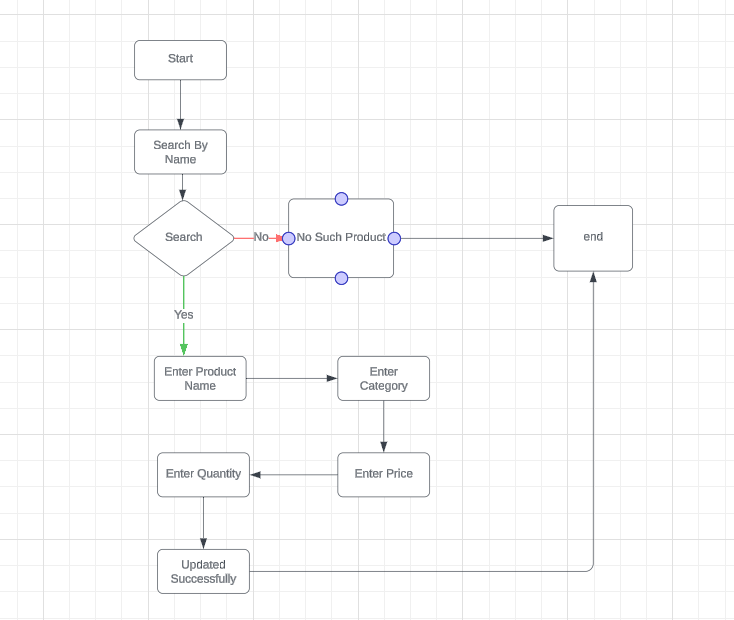 Start
Search By
Name
Search
No
No Such Product
end
Yes
Enter Product
Name
Enter
Category
Enter Quantity
Enter Price
Updated
Successfully